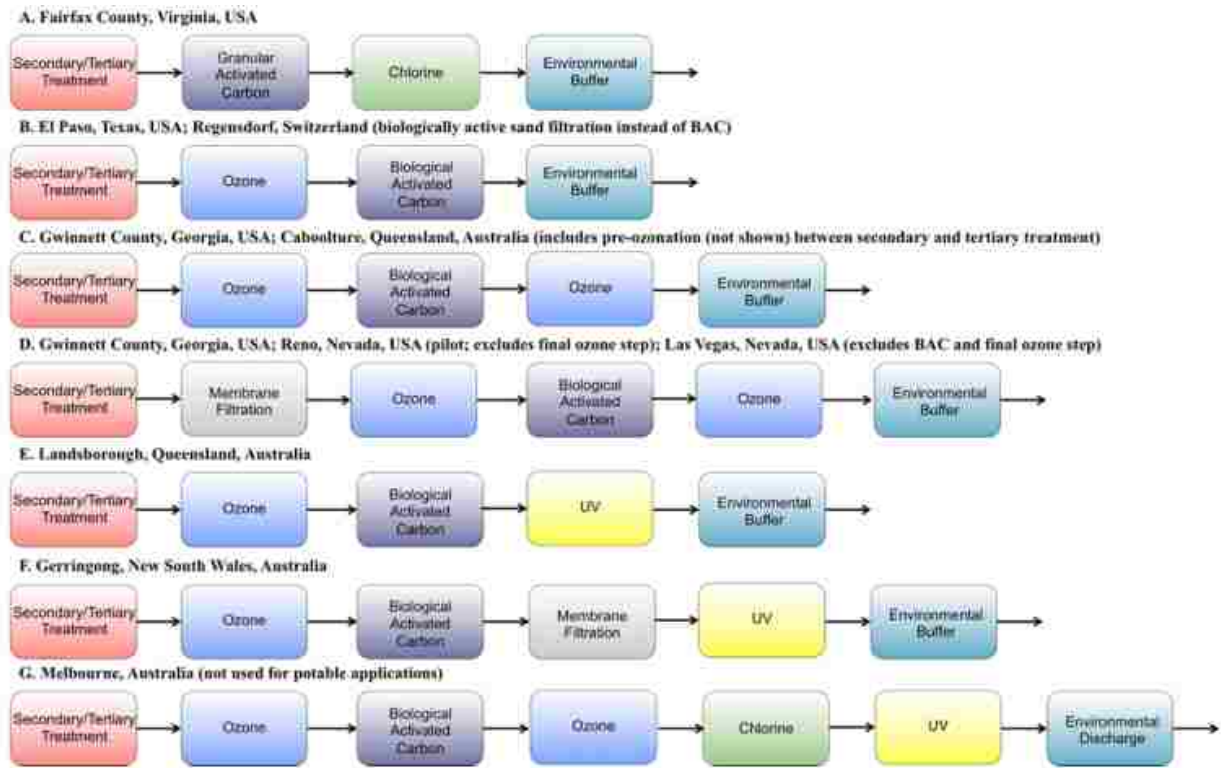 A. Fairfax County, Virginia, USA
Secondary/Tertiary
Treatment
Granular
Activated
Carbon
Chlorine
Environmental
Buffer
B. El Paso, Texas, USA; Regensdorf, Switzerland (biologically active sand filtration instead of BAC)
Secondary/Tertiary
Treatment
Ozone
Biological
Activated
Carbon
Environmental
Buffer
C. Gwinnett County, Georgia, USA; Caboolture, Queensland, Australia (includes pre-ozonation (not shown) between secondary and tertiary treatment)
Secondary/Tertiary
Treatment
Ozone
Biological
Activated
Carbon
Ozone
Environmental
Buffer
D. Gwinnett County, Georgia, USA; Reno, Nevada, USA (pilot; excludes final ozone step); Las Vegas, Nevada, USA (excludes BAC and final ozone step)
Secondary/Tertiary
Treatment
Membrane
Filtration
Ozone
Biological
Activated
Carbon
Ozone
Environmental
Buffer
E. Landsborough, Queensland, Australia
Secondary/Tertiary
Treatment
Ozone
Biological
Activated
Carbon
UV
Environmental
Buffer
F. Gerringong, New South Wales, Australia
Secondary/Tertiary
Treatment
Ozone
Biological
Activated
Carbon
Membrane
Filtration
UV
Environmental
Buffer
G. Melbourne, Australia (not used for potable applications)
Secondary/Tertiary
Treatment
Ozone
Biological
Activated
Carbon
Ozone
Chlorine
UV
Environmental
Discharge